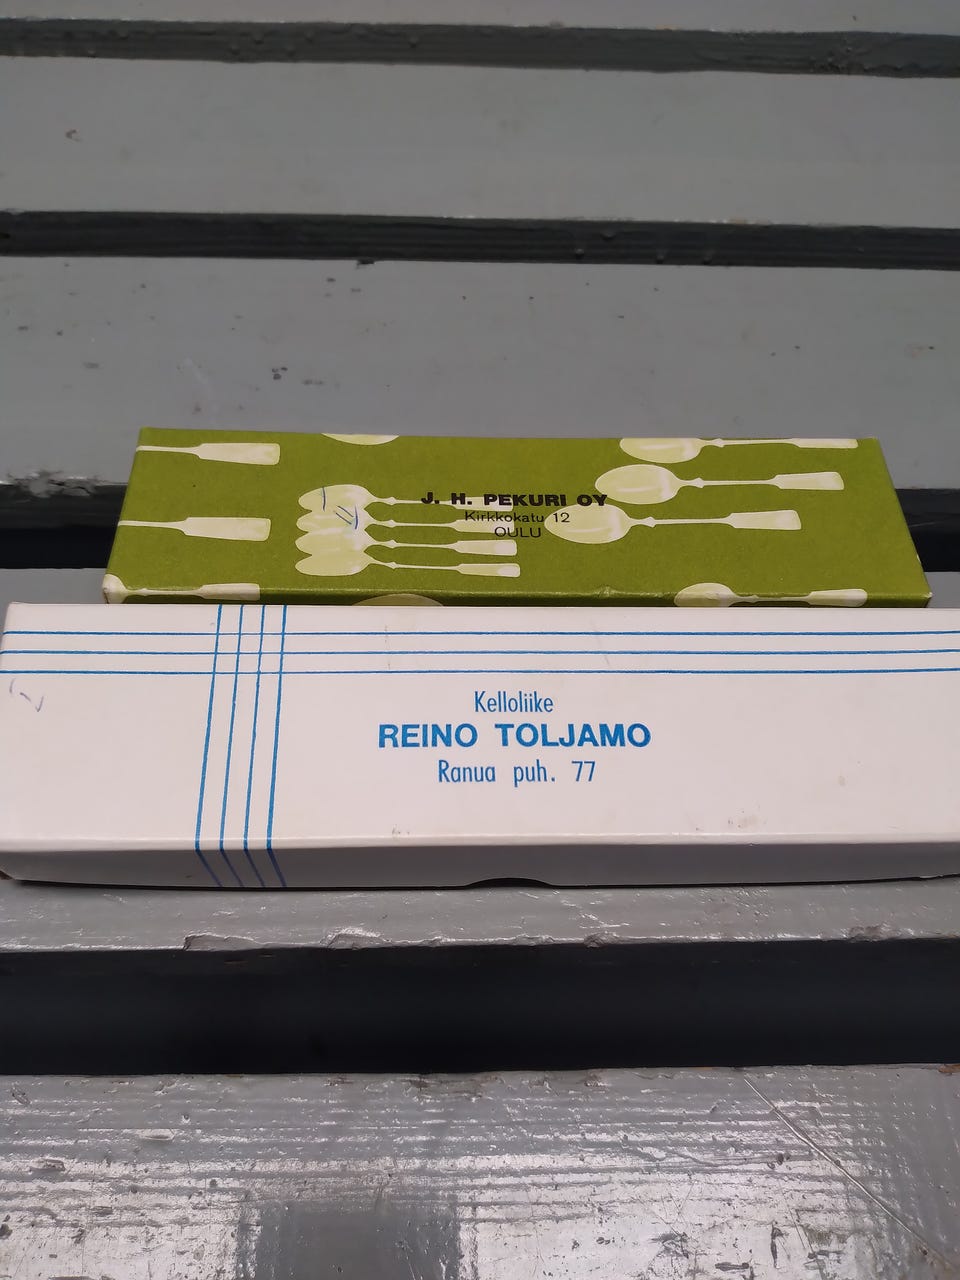 J. H. PEKURI OY
Kirkkokatu 12
OULU
Kelloliike
REINO TOLJAMO
Ranua puh. 77